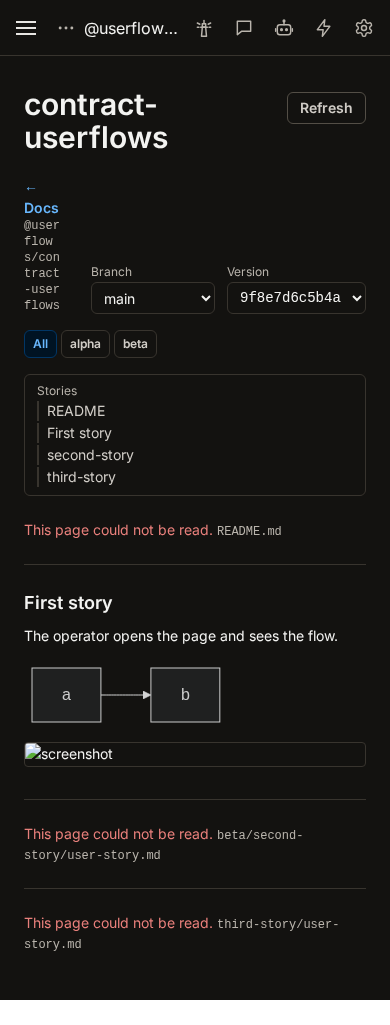 @userflow...
contract-
userflows
Refresh
←
Docs
@user
flow
s/con
tract
-user
flows
Branch
main
Version
9f8e7d6c5b4a
All
alpha
beta
Stories
README
First story
second-story
third-story
This page could not be read. README.md
First story
The operator opens the page and sees the flow.
a
b
screenshot
This page could not be read. beta/second-
story/user-story.md
This page could not be read. third-story/user-
story.md